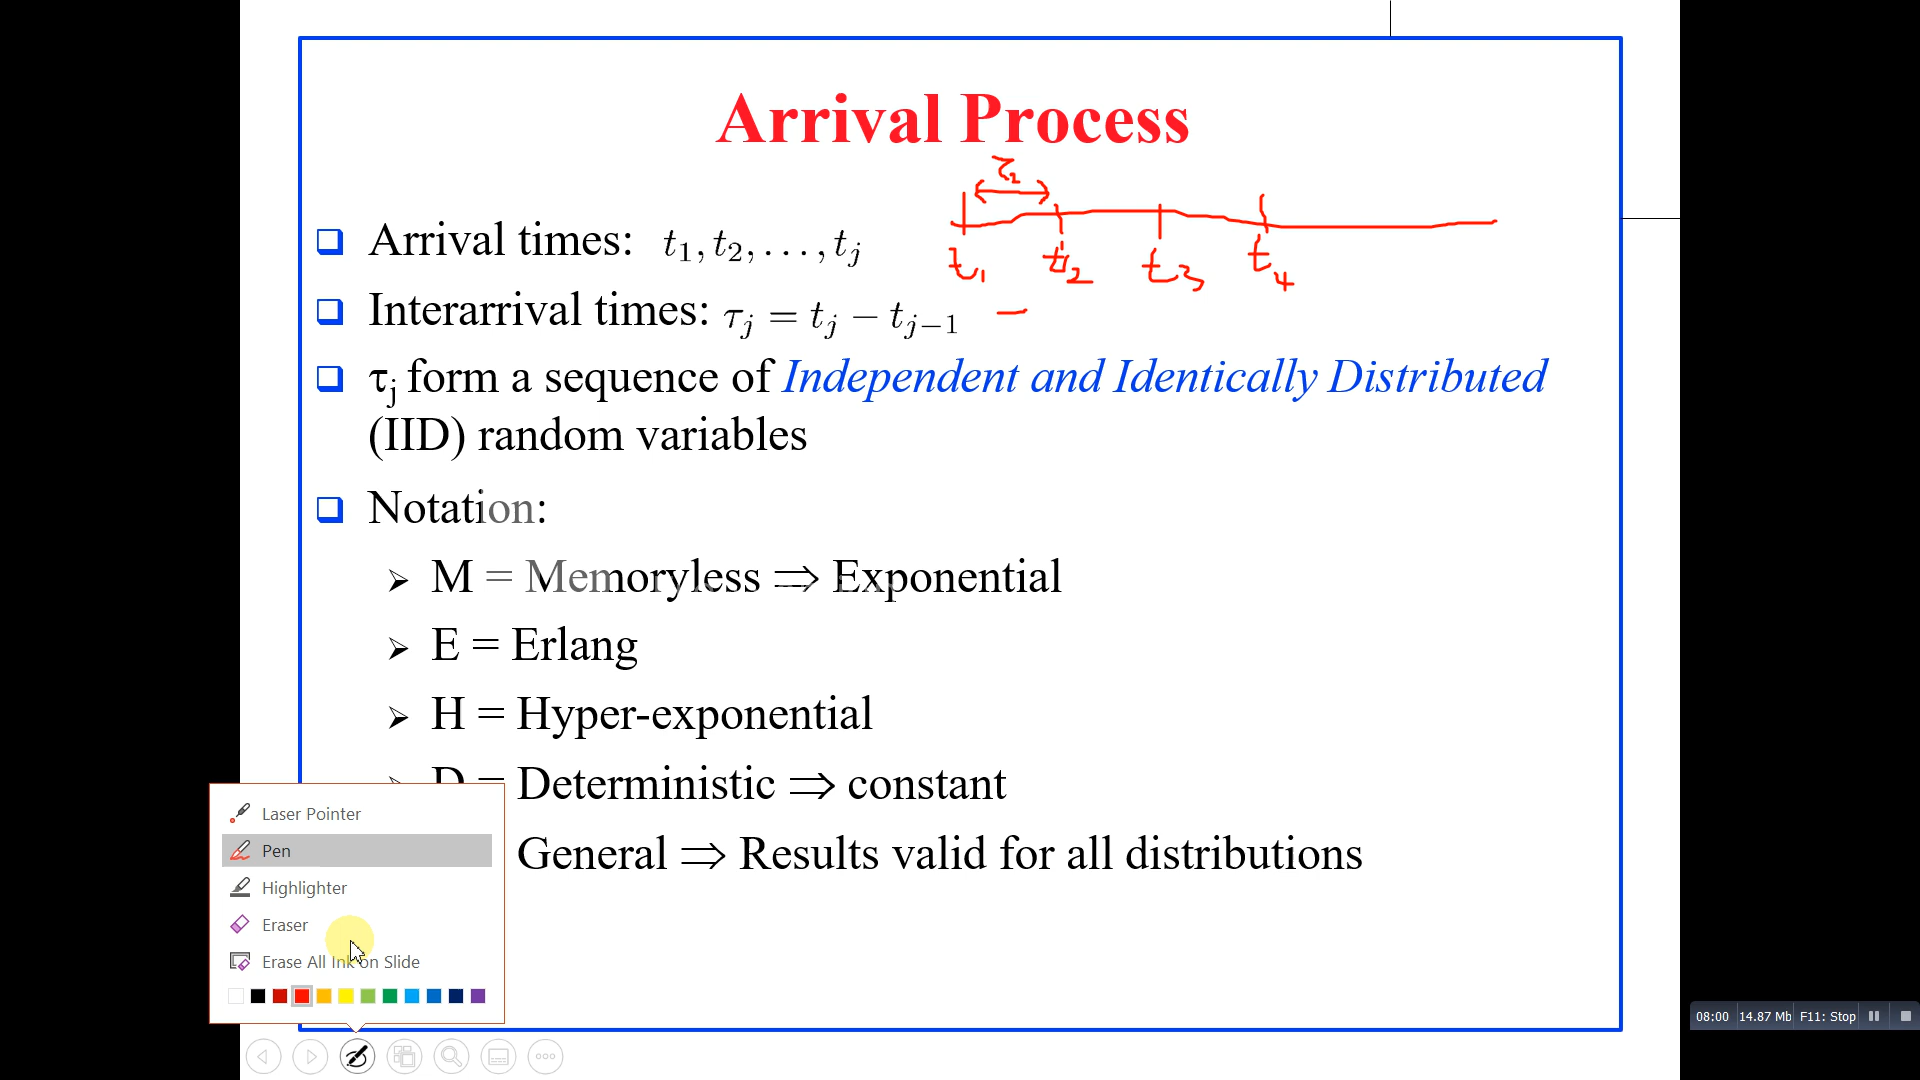 Arrival Process
τ₂
Arrival times: t₁, t₂, . . . , tⱼ
t₁ t₂ t₃ t₄
Interarrival times: τⱼ = tⱼ − tⱼ₋₁ −
τj form a sequence of Independent and Identically Distributed
(IID) random variables
Notation:
M = Memoryless ⇒ Exponential
E = Erlang
H = Hyper-exponential
D = Deterministic ⇒ constant
General ⇒ Results valid for all distributions
Laser Pointer
Pen
Highlighter
Eraser
Erase All Ink on Slide
08:00 14.87 Mb F11: Stop